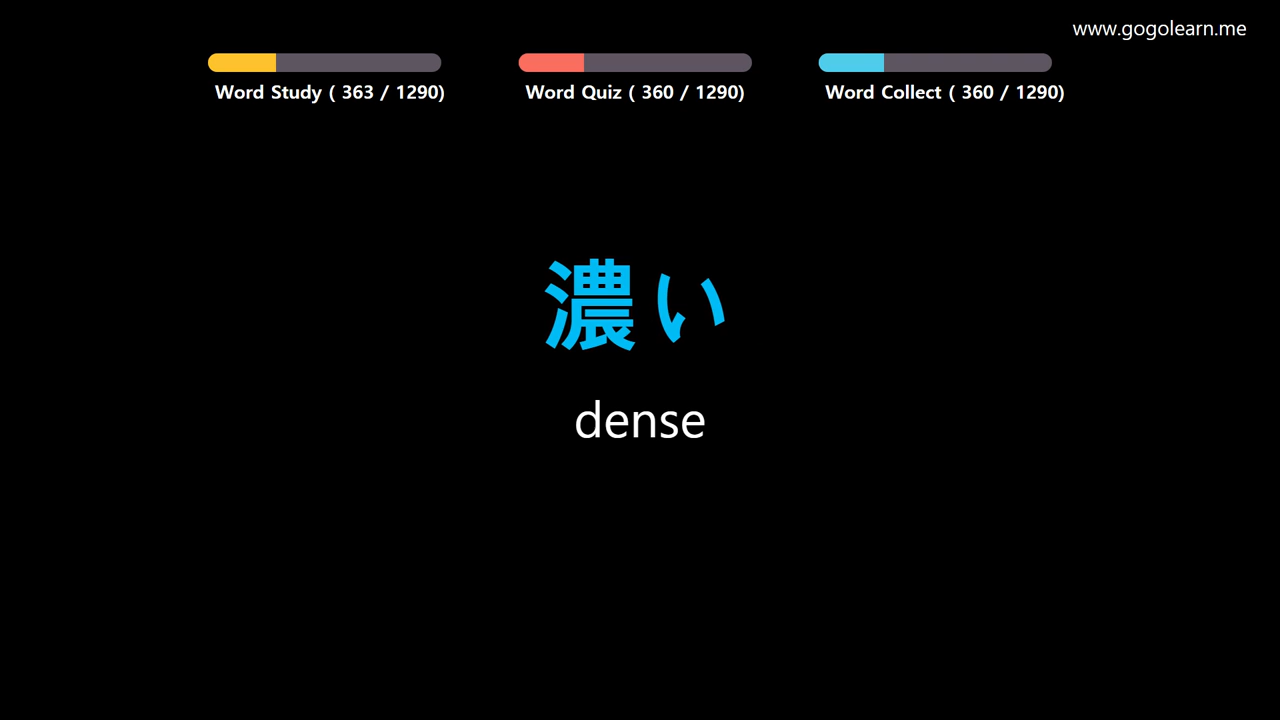 www.gogolearn.me
Word Study ( 363 / 1290)
Word Quiz ( 360 / 1290)
Word Collect ( 360 / 1290)
濃い
dense